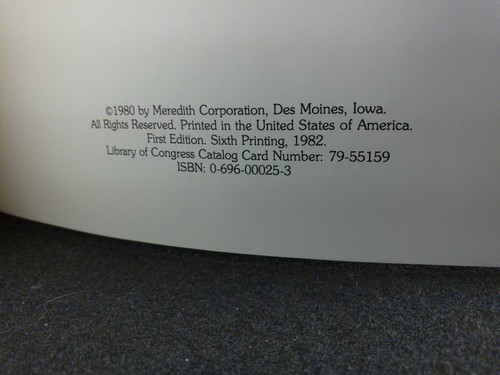 ©1980 by Meredith Corporation, Des Moines, Iowa.
All Rights Reserved. Printed in the United States of America.
First Edition. Sixth Printing, 1982.
Library of Congress Catalog Card Number: 79-55159
ISBN: 0-696-00025-3